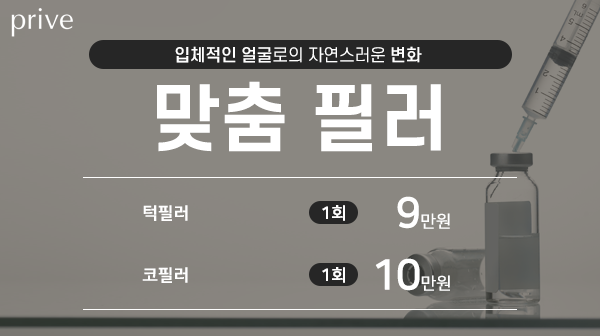 prive
입체적인 얼굴로의 자연스러운 변화
맞춤 필러
턱필러 1회 9만원
코필러 1회 10만원